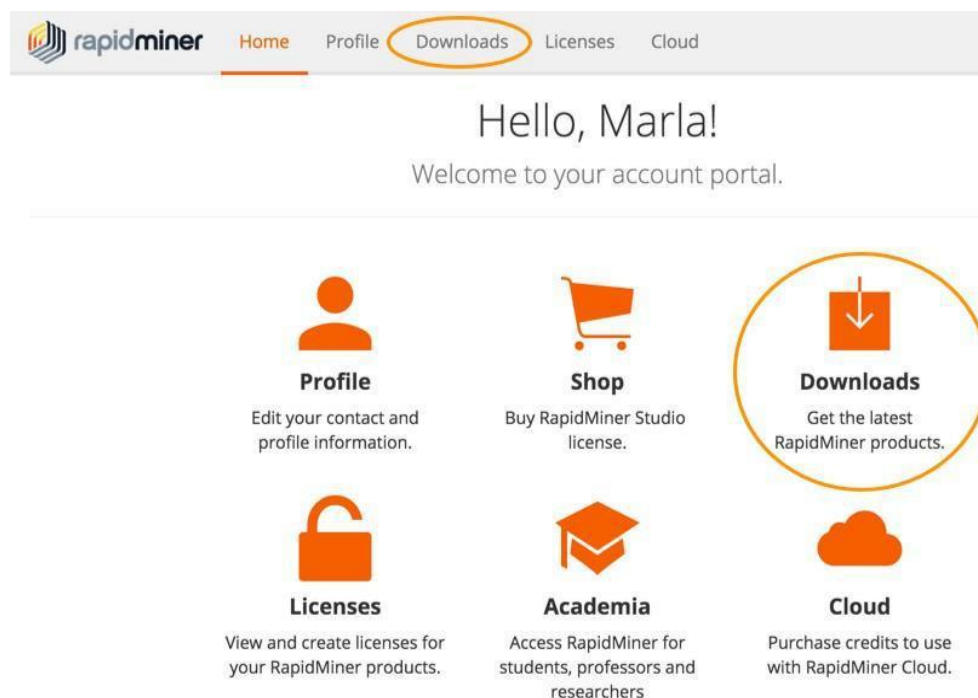 rapidminer Home Profile Downloads Licenses Cloud
Hello, Marla!
Welcome to your account portal.
Profile
Edit your contact and
profile information.
Shop
Buy RapidMiner Studio
license.
Downloads
Get the latest
RapidMiner products.
Licenses
View and create licenses for
your RapidMiner products.
Academia
Access RapidMiner for
students, professors and
researchers
Cloud
Purchase credits to use
with RapidMiner Cloud.